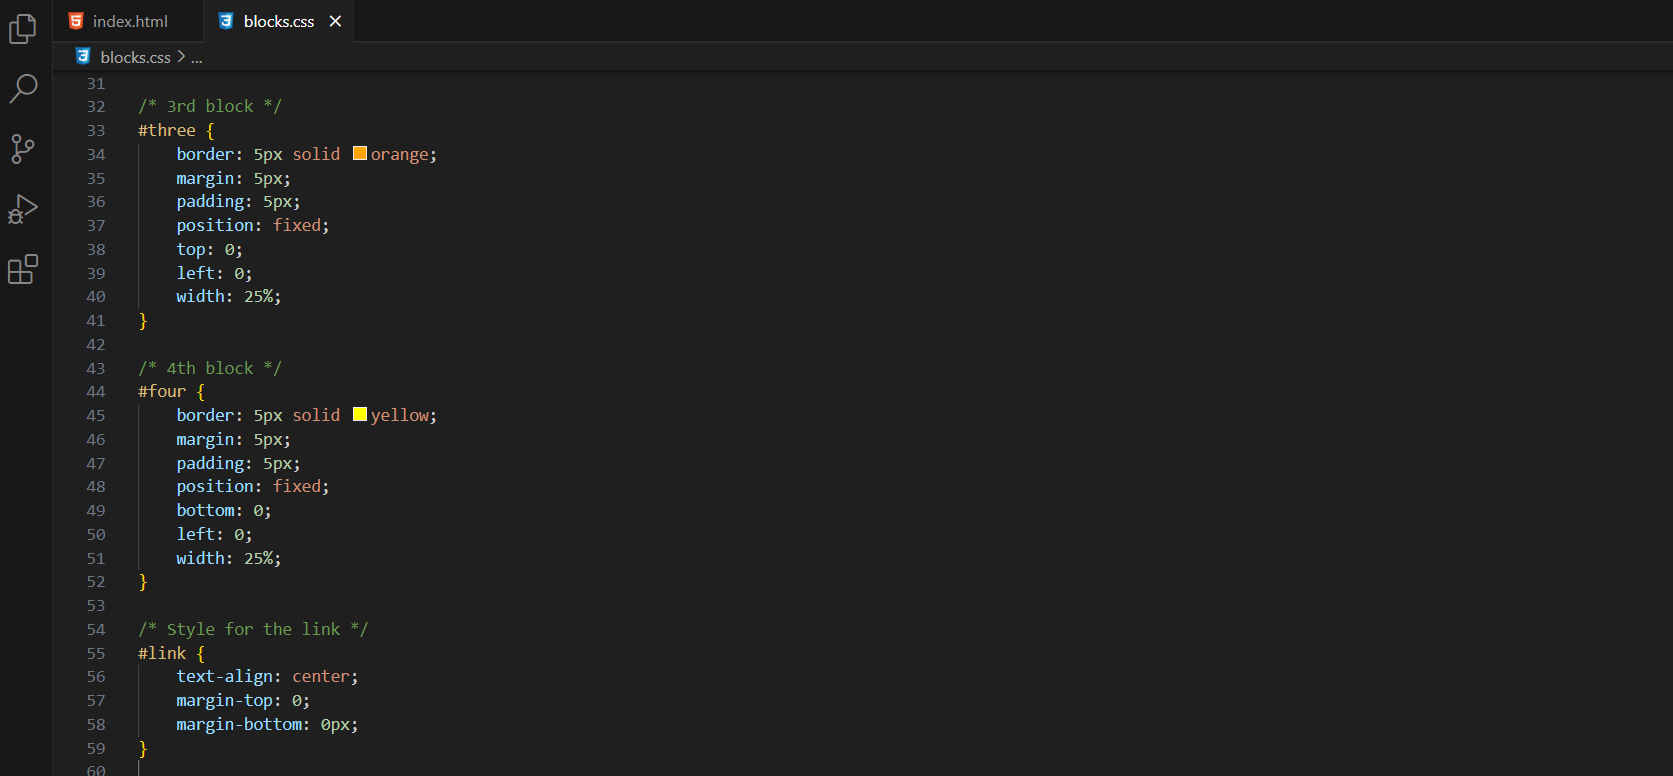 index.html blocks.css
blocks.css > ...
31
32 /* 3rd block */
33 #three {
34 border: 5px solid orange;
35 margin: 5px;
36 padding: 5px;
37 position: fixed;
38 top: 0;
39 left: 0;
40 width: 25%;
41 }
42
43 /* 4th block */
44 #four {
45 border: 5px solid yellow;
46 margin: 5px;
47 padding: 5px;
48 position: fixed;
49 bottom: 0;
50 left: 0;
51 width: 25%;
52 }
53
54 /* Style for the link */
55 #link {
56 text-align: center;
57 margin-top: 0;
58 margin-bottom: 0px;
59 }
60